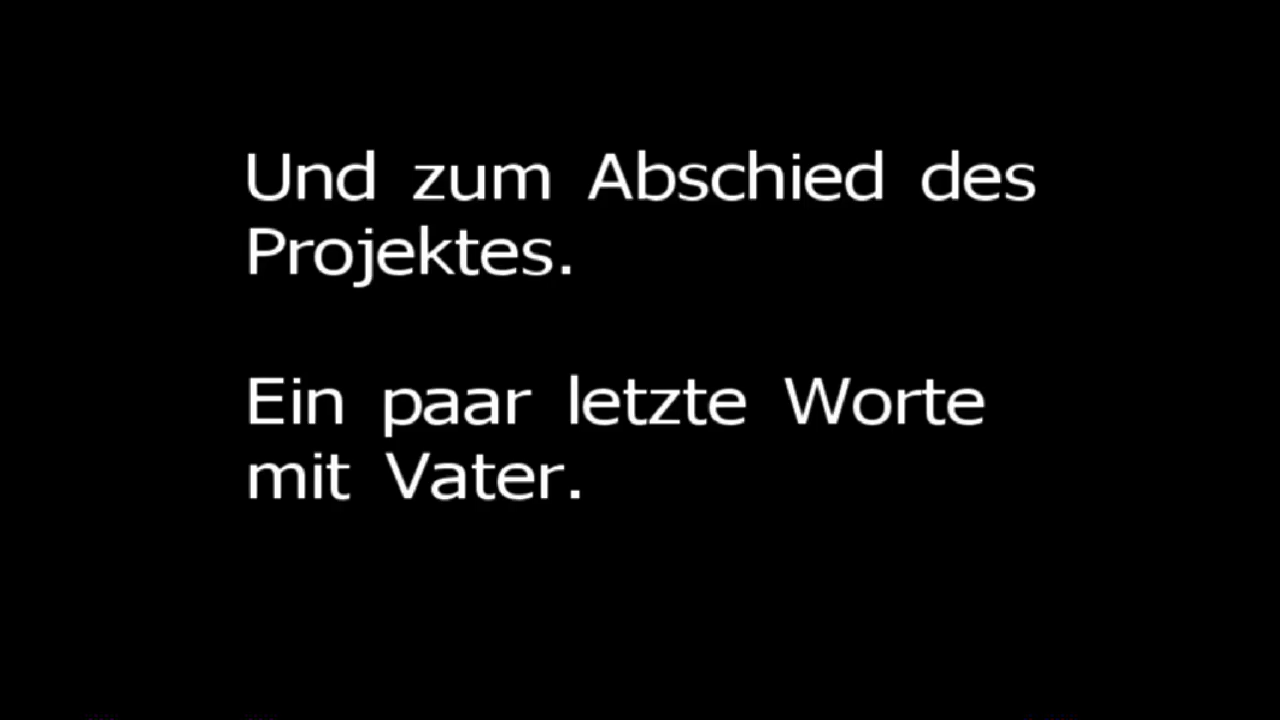 Und zum Abschied des
Projektes.
Ein paar letzte Worte
mit Vater.